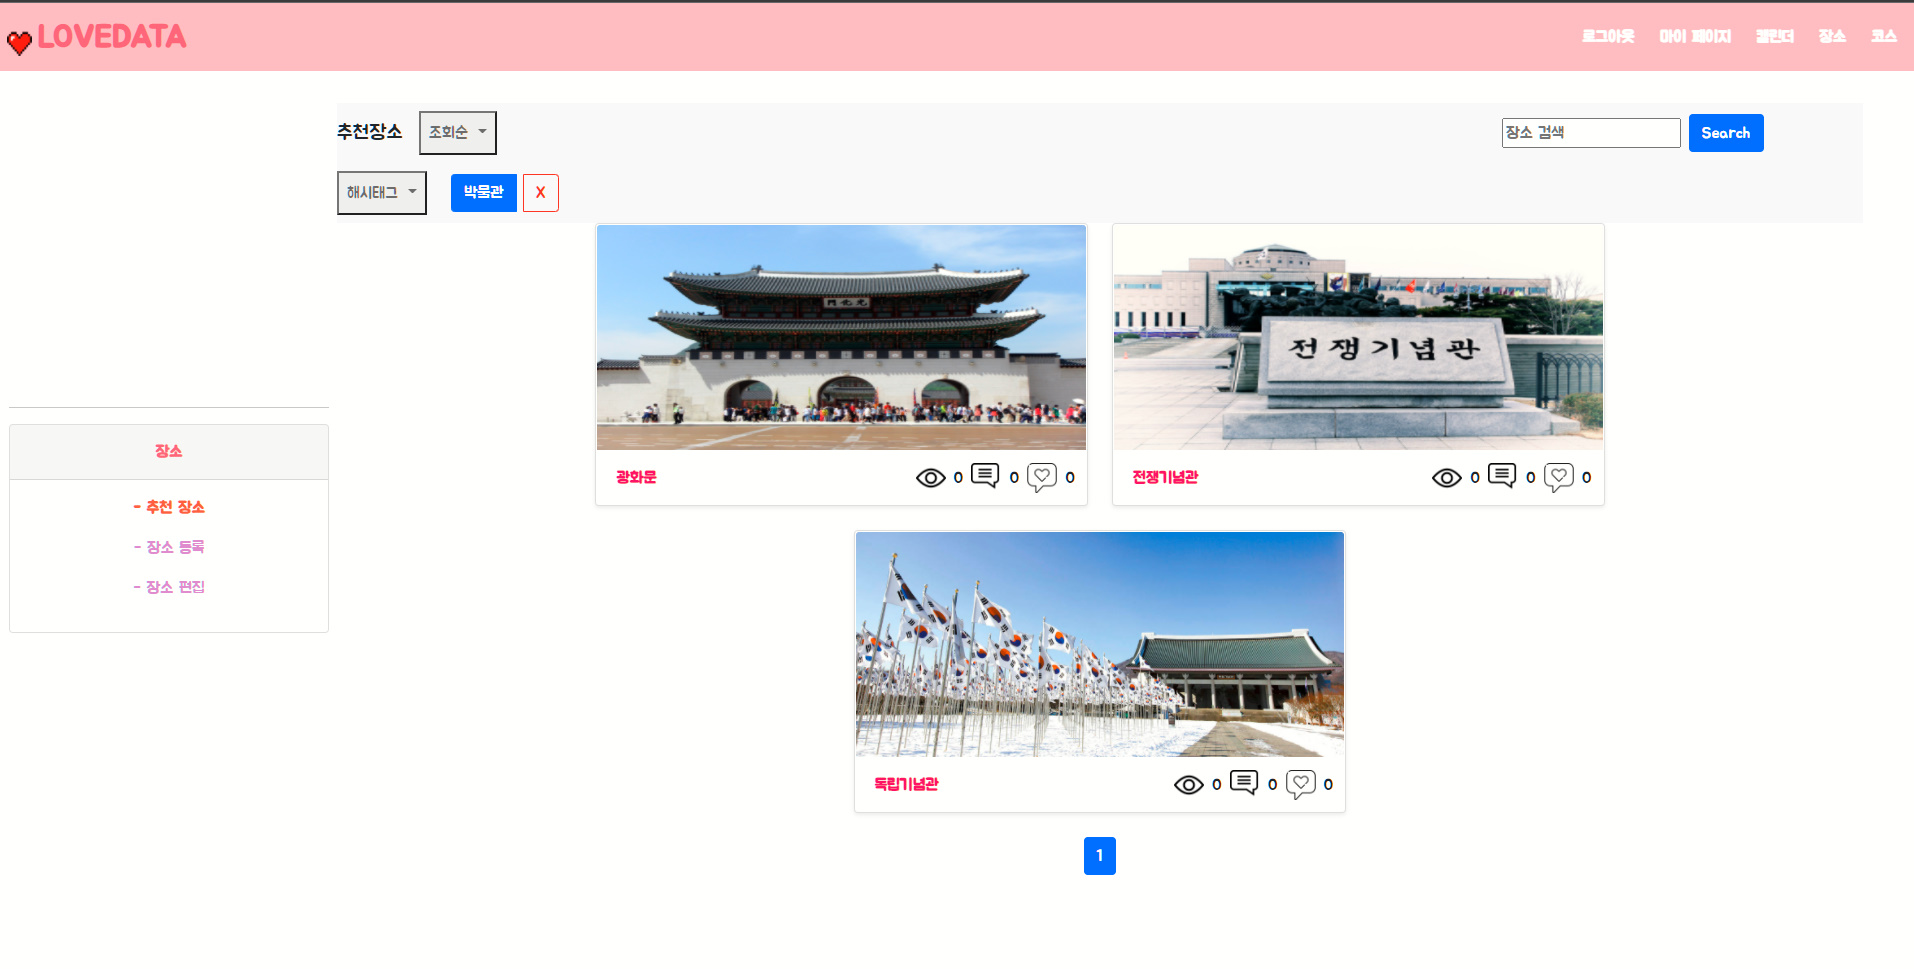 LOVEDATA
로그아웃 마이 페이지 캘린더 장소 코스
추천장소 조회순 장소 검색 Search
해시태그 박물관 X
門化光
전쟁기념관
광화문 0 0 0
전쟁기념관 0 0 0
장소
- 추천 장소
- 장소 등록
- 장소 편집
독립기념관 0 0 0
1